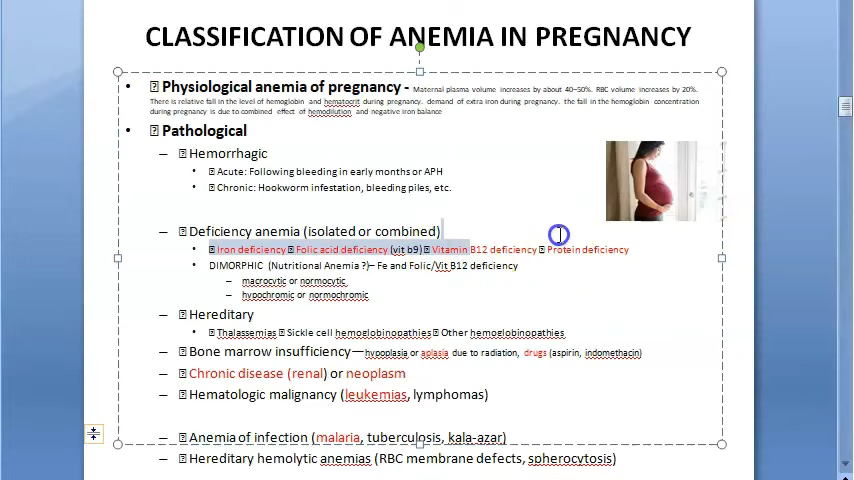 CLASSIFICATION OF ANEMIA IN PREGNANCY
• Physiological anemia of pregnancy - Maternal plasma volume increases by about 40–50%. RBC volume increases by 20%.
There is relative fall in the level of hemoglobin and hematocrit during pregnancy. demand of extra iron during pregnancy. the fall in the hemoglobin concentration
during pregnancy is due to combined effect of hemodilution and negative iron balance
• Pathological
– Hemorrhagic
• Acute: Following bleeding in early months or APH
• Chronic: Hookworm infestation, bleeding piles, etc.
– Deficiency anemia (isolated or combined)
• Iron deficiency Folic acid deficiency (vit b9) Vitamin B12 deficiency Protein deficiency
• DIMORPHIC (Nutritional Anemia ?)– Fe and Folic/Vit B12 deficiency
– macrocytic or normocytic
– hypochromic or normochromic
– Hereditary
• Thalassemias Sickle cell hemoglobinopathies Other hemoglobinopathies
– Bone marrow insufficiency—hypoplasia or aplasia due to radiation, drugs (aspirin, indomethacin)
– Chronic disease (renal) or neoplasm
– Hematologic malignancy (leukemias, lymphomas)
– Anemia of infection (malaria, tuberculosis, kala-azar)
– Hereditary hemolytic anemias (RBC membrane defects, spherocytosis)